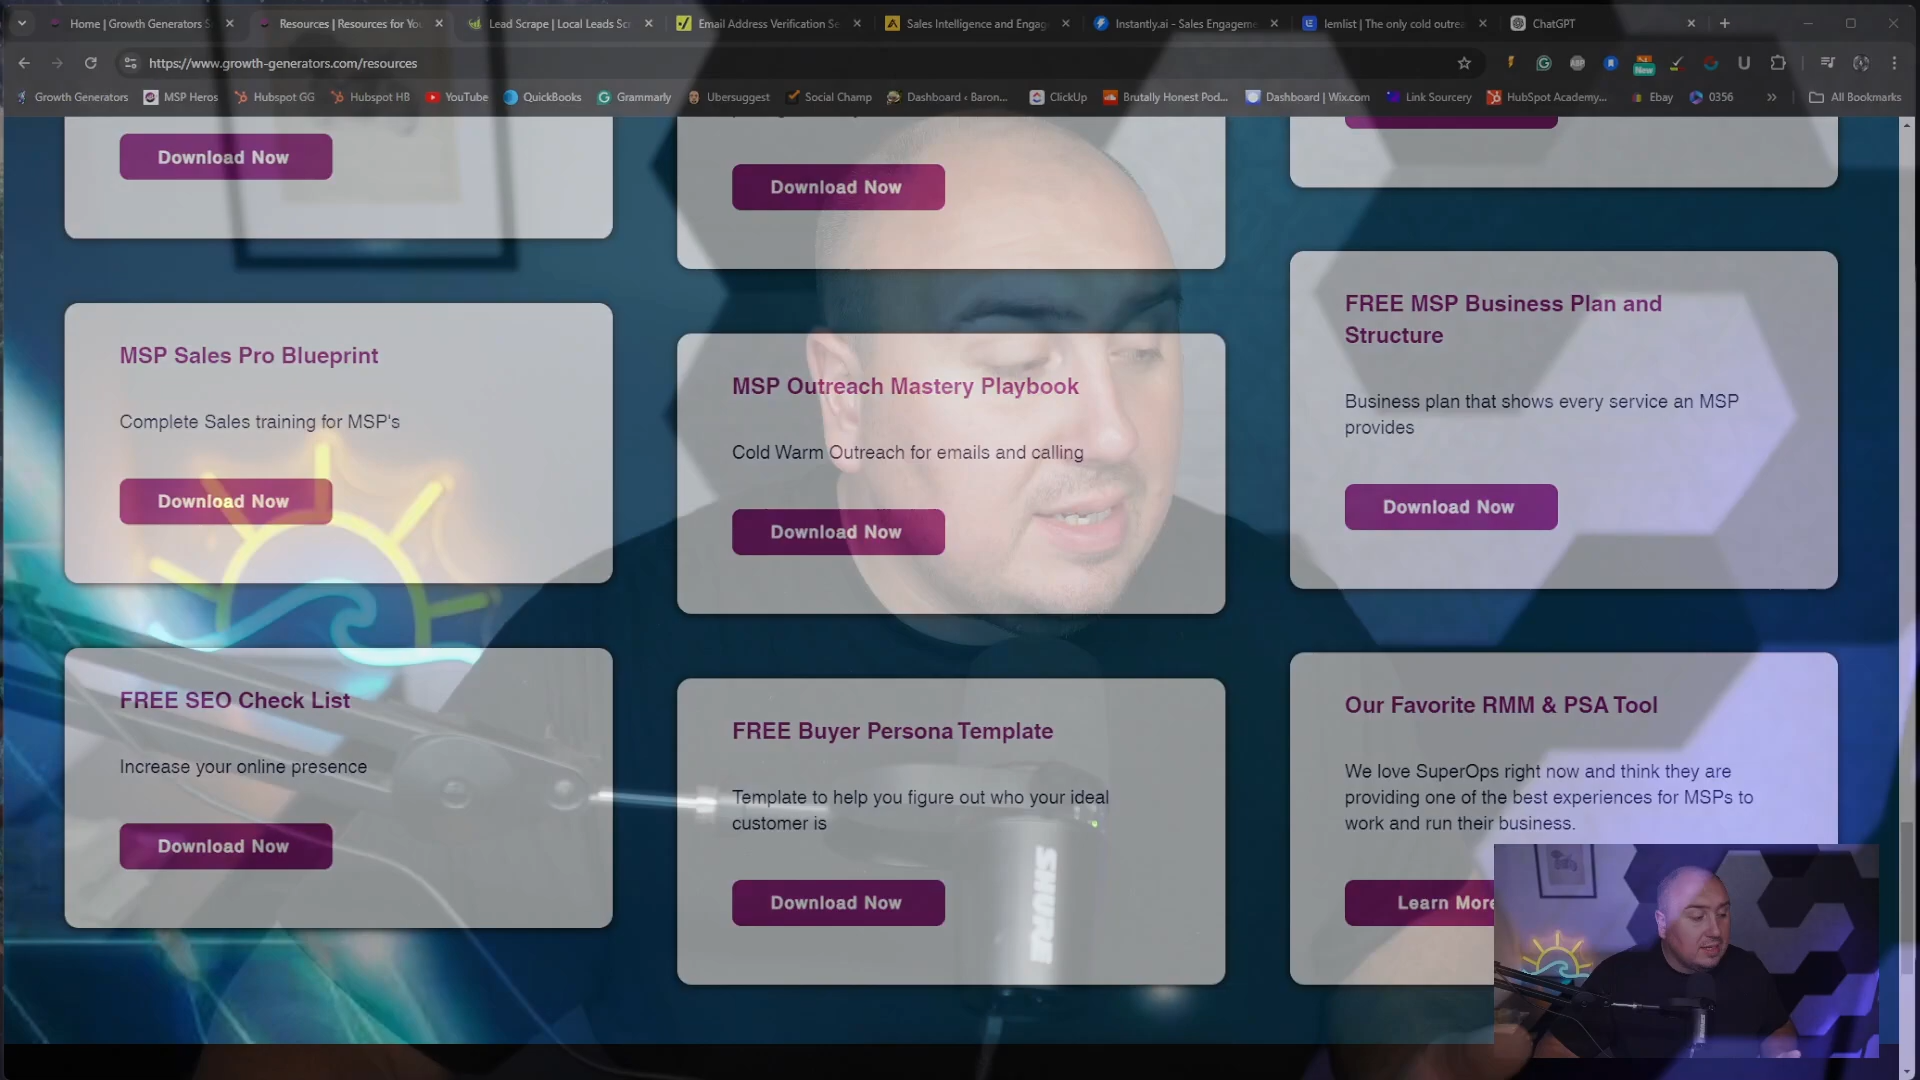 Home | Growth Generators S
Resources | Resources for You
Lead Scrape | Local Leads Scr
Email Address Verification Se
Sales Intelligence and Engag
Instantly.ai - Sales Engageme
lemlist | The only cold outrea
ChatGPT
https://www.growth-generators.com/resources
New
Growth Generators
MSP Heros
Hubspot GG
Hubspot HB
YouTube
QuickBooks
Grammarly
Ubersuggest
Social Champ
Dashboard ‹ Baron...
ClickUp
Brutally Honest Pod...
Dashboard | Wix.com
Link Sourcery
HubSpot Academy...
Ebay
0356
All Bookmarks
Download Now
Download Now
MSP Sales Pro Blueprint
Complete Sales training for MSP's
Download Now
MSP Outreach Mastery Playbook
Cold Warm Outreach for emails and calling
Download Now
FREE MSP Business Plan and
Structure
Business plan that shows every service an MSP
provides
Download Now
FREE SEO Check List
Increase your online presence
Download Now
FREE Buyer Persona Template
Template to help you figure out who your ideal
customer is
Download Now
Our Favorite RMM & PSA Tool
We love SuperOps right now and think they are
providing one of the best experiences for MSPs to
work and run their business.
Learn More
SHURE